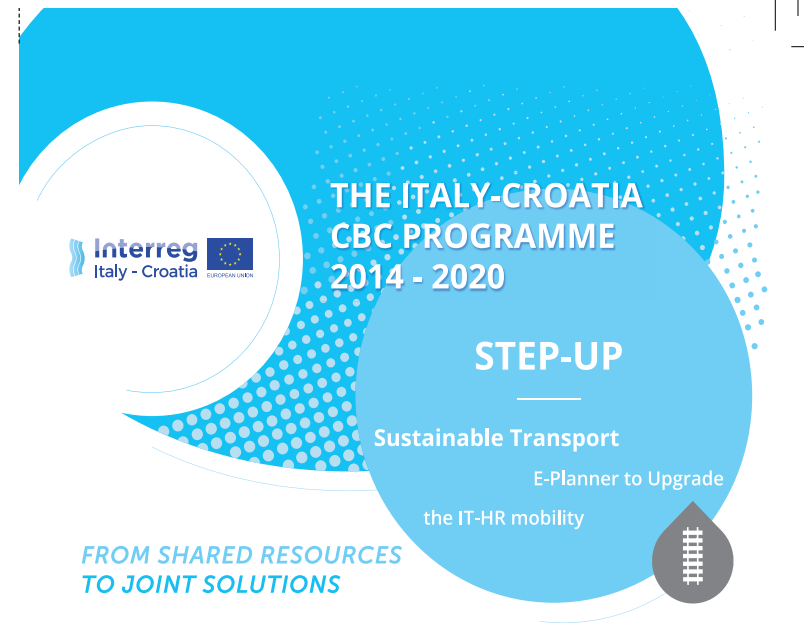 THE ITALY-CROATIA
CBC PROGRAMME
2014 - 2020
Interreg
Italy - Croatia
EUROPEAN UNION
STEP-UP
Sustainable Transport
E-Planner to Upgrade
the IT-HR mobility
FROM SHARED RESOURCES
TO JOINT SOLUTIONS